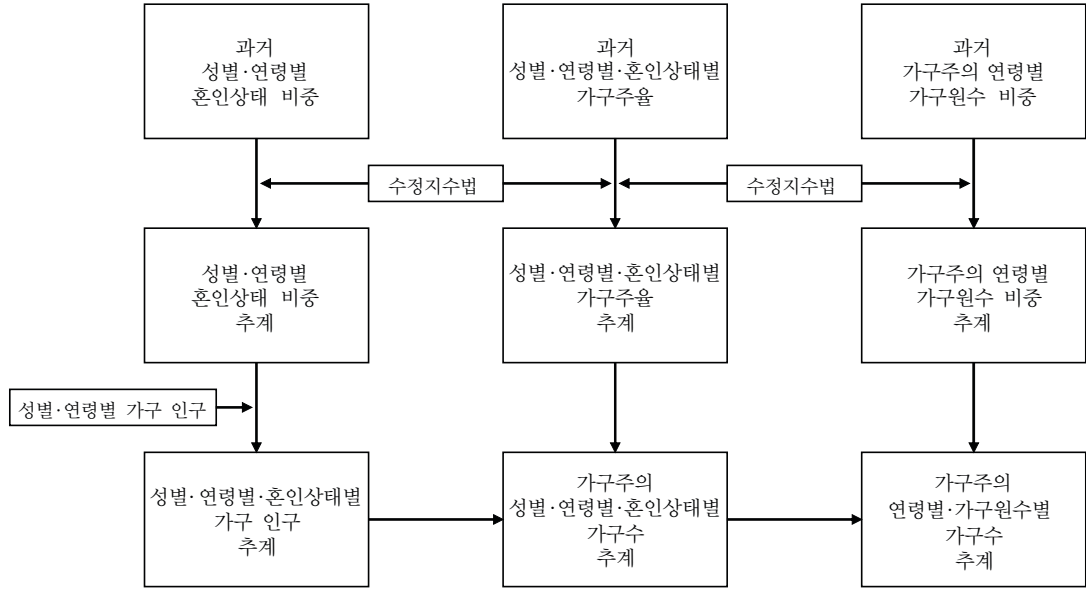 과거
성별·연령별
혼인상태 비중
과거
성별·연령별·혼인상태별
가구주율
과거
가구주의 연령별
가구원수 비중
수정지수법
수정지수법
성별·연령별
혼인상태 비중
추계
성별·연령별·혼인상태별
가구주율
추계
가구주의 연령별
가구원수 비중
추계
성별·연령별 가구 인구
성별·연령별·혼인상태별
가구 인구
추계
가구주의
성별·연령별·혼인상태별
가구수
추계
가구주의
연령별·가구원수별
가구수
추계